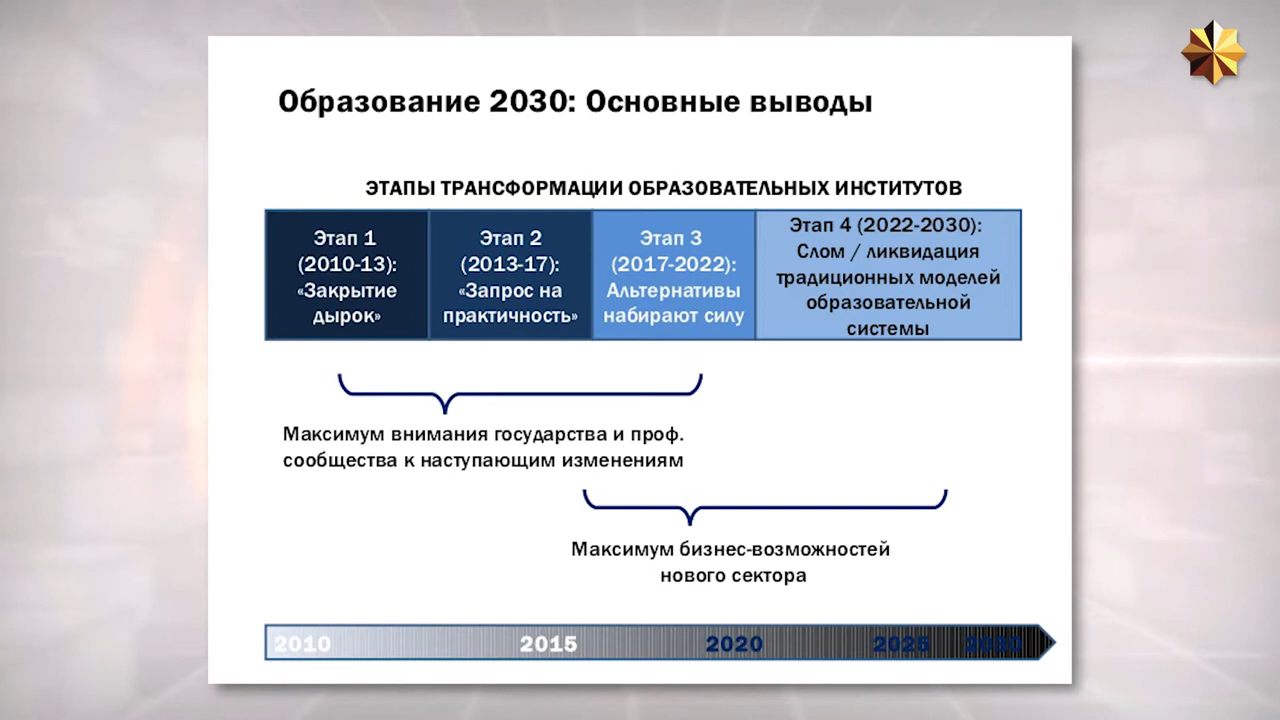 Образование 2030: Основные выводы
ЭТАПЫ ТРАНСФОРМАЦИИ ОБРАЗОВАТЕЛЬНЫХ ИНСТИТУТОВ
Этап 1
(2010-13):
«Закрытие
дырок»
Этап 2
(2013-17):
«Запрос на
практичность»
Этап 3
(2017-2022):
Альтернативы
набирают силу
Этап 4 (2022-2030):
Слом / ликвидация
традиционных моделей
образовательной
системы
Максимум внимания государства и проф.
сообщества к наступающим изменениям
Максимум бизнес-возможностей
нового сектора
2010 2015 2020 2025 2030